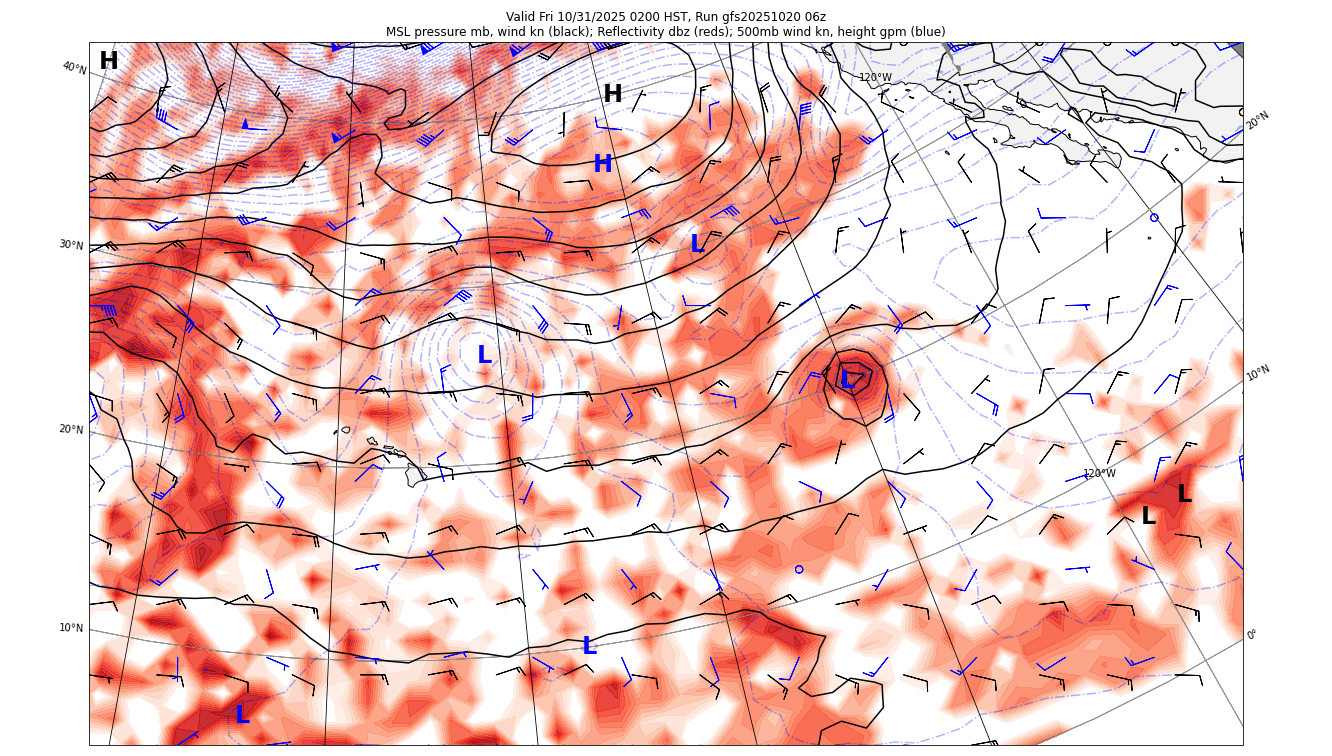 Valid Fri 10/31/2025 0200 HST, Run gfs20251020 06z
MSL pressure mb, wind kn (black); Reflectivity dbz (reds); 500mb wind kn, height gpm (blue)
H
40°N
120°W
H
20°N
H
30°N
L
L
L
10°N
20°N
120°W
L
L
10°N
0°
L
L